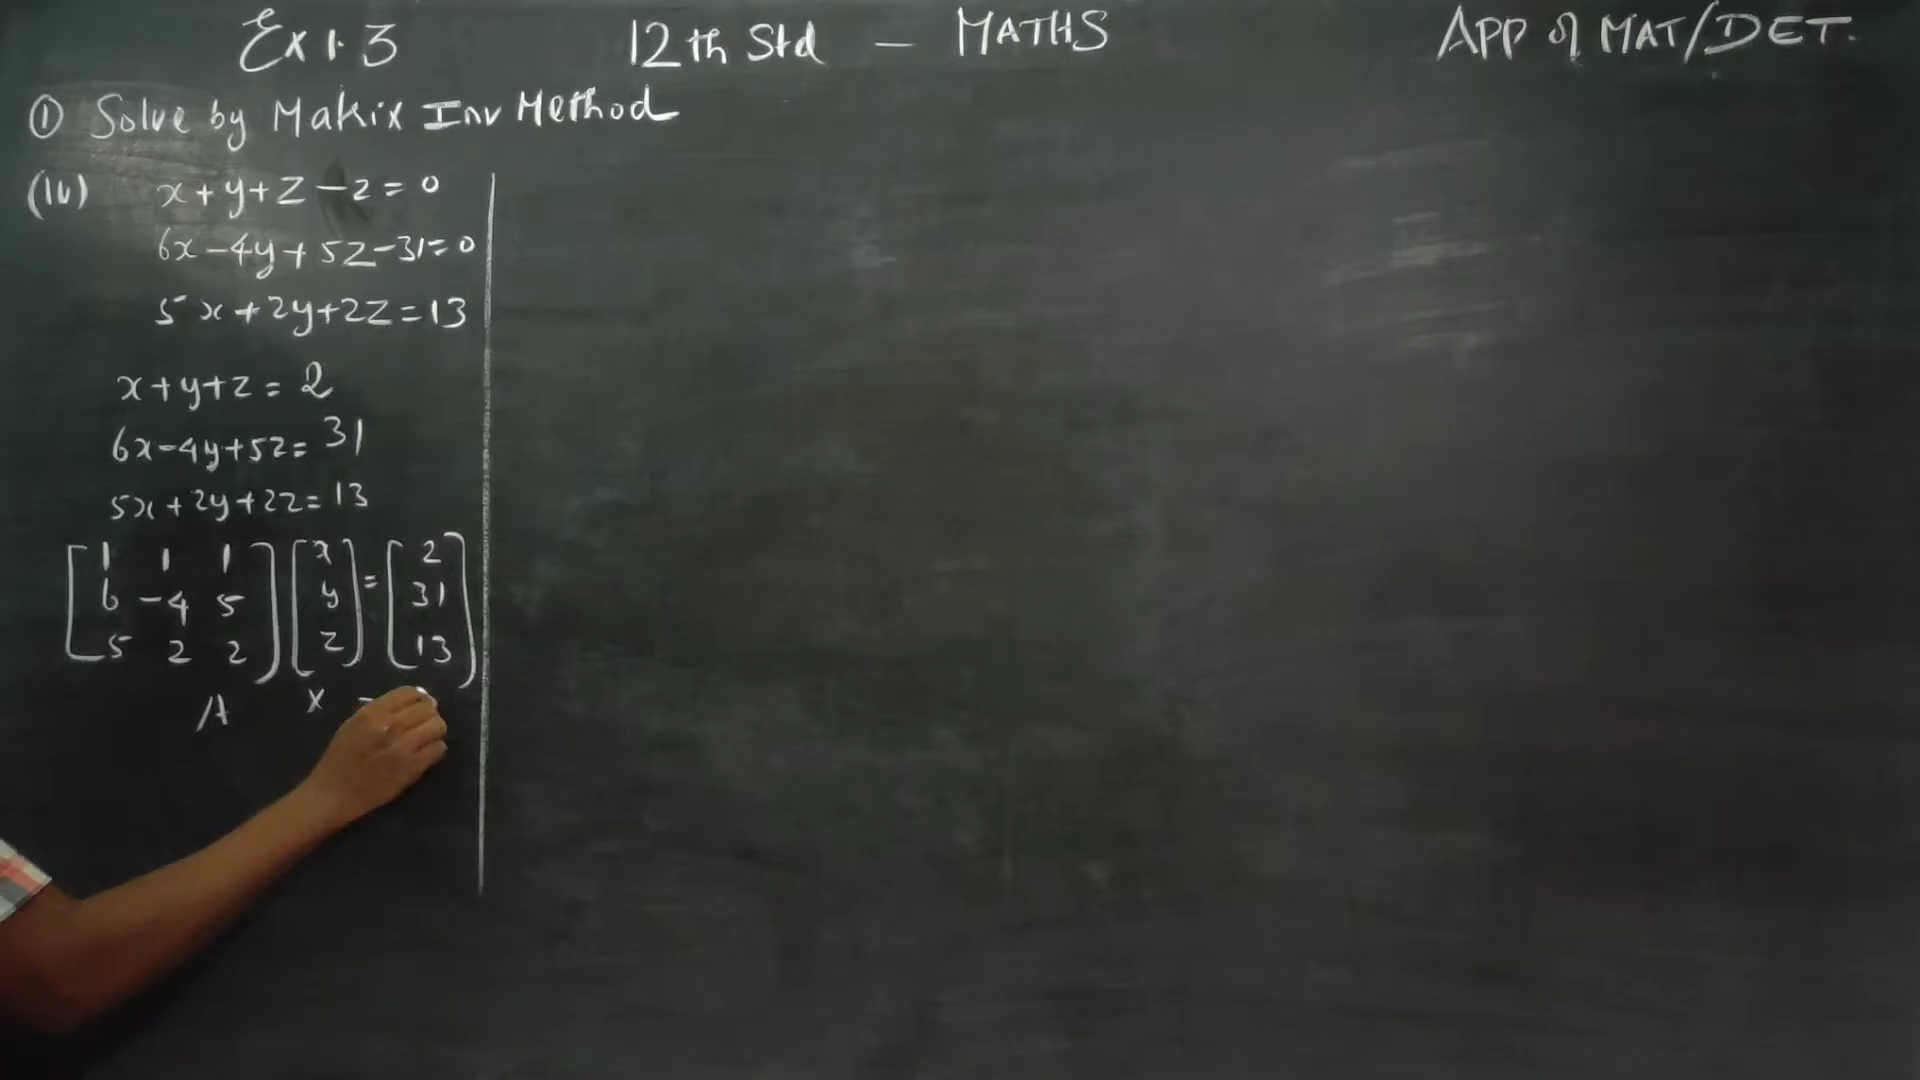 Ex 1.3 12th Std — MATHS APP of MAT/DET.
① Solve by Matrix Inv Method
(iv) x+y+z-2=0
6x-4y+5z-31=0
5x+2y+2z=13
x+y+z=2
6x-4y+5z=31
5x+2y+2z=13
[1 1 1] [x] = [2]
[6 -4 5] [y] [31]
[5 2 2] [z] [13]
A X